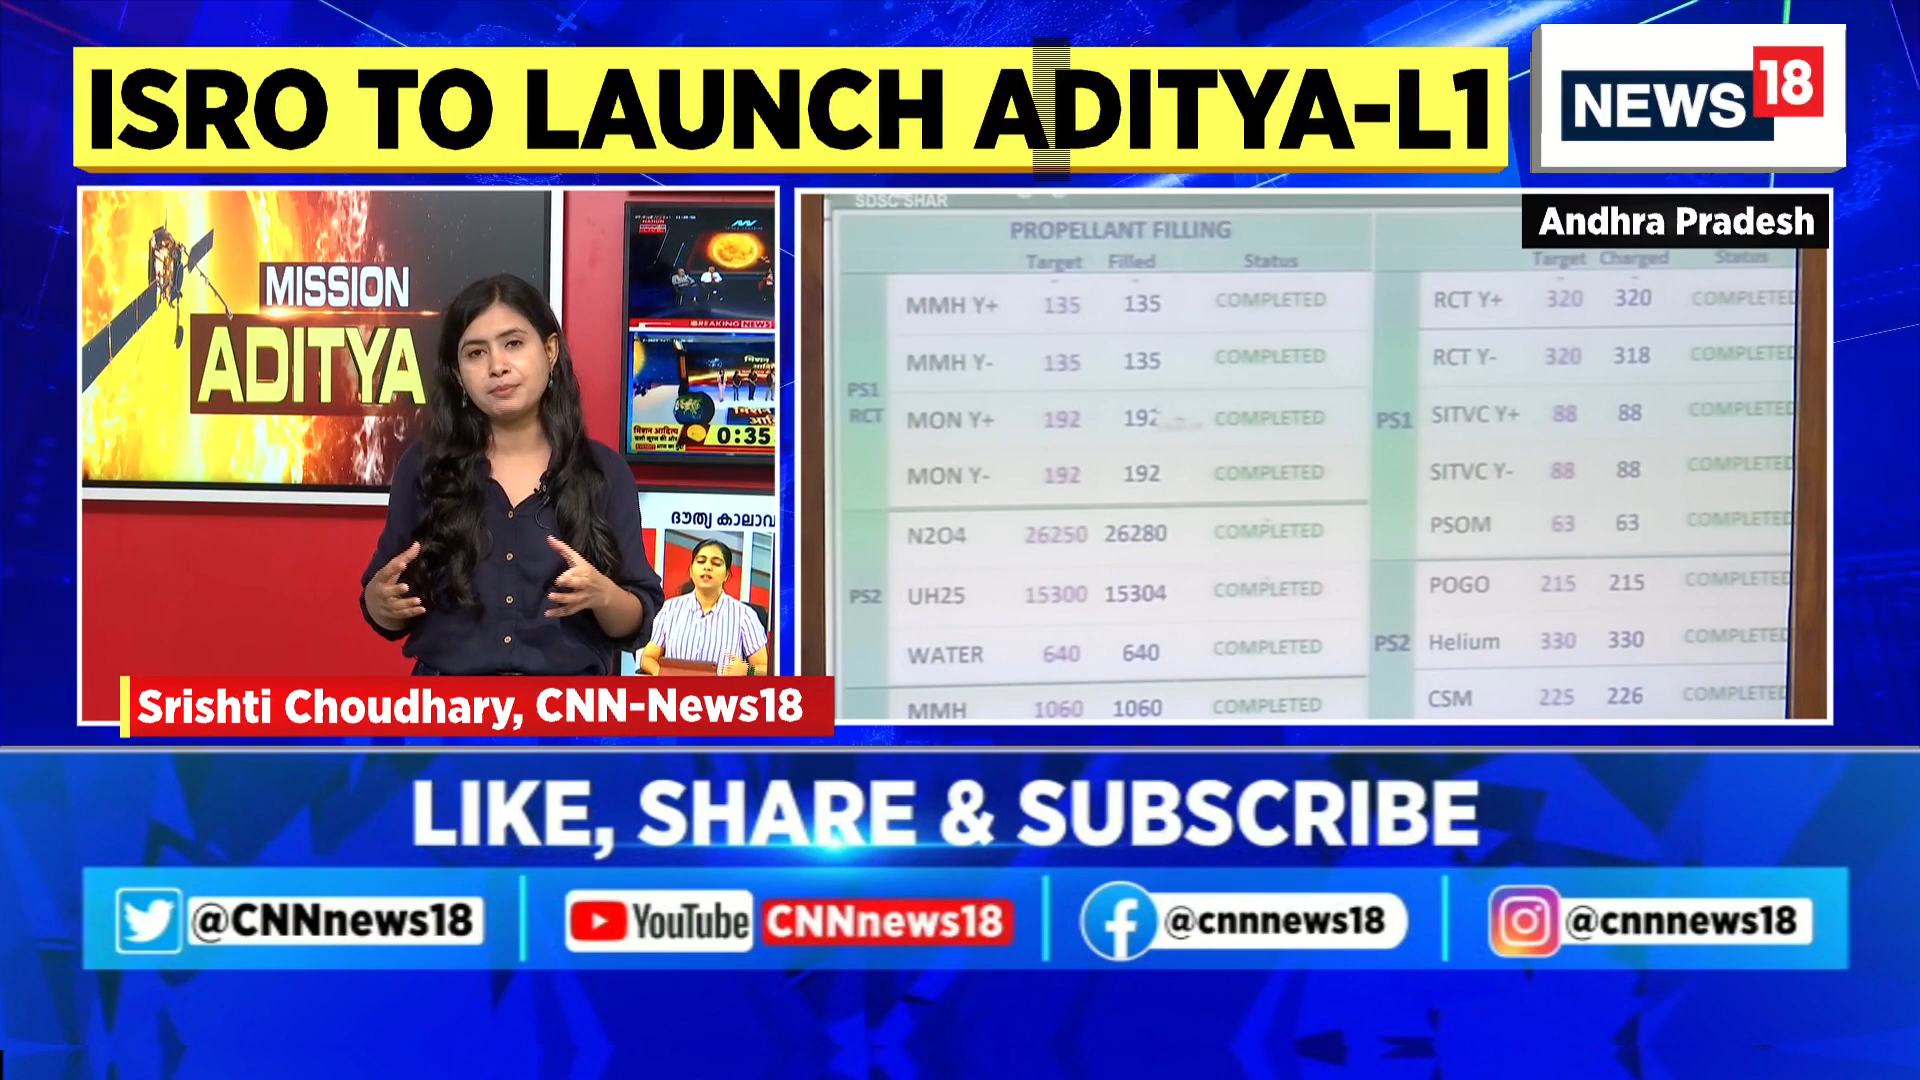 ISRO TO LAUNCH ADITYA-L1
NEWS 18
Andhra Pradesh
MISSION
ADITYA
BREAKING NEWS
मिशन आदित्य
0:35
ദൗത്യ കാലാവ
Srishti Choudhary, CNN-News18
SDSC SHAR
PROPELLANT FILLING
Target Filled Status
PS1
RCT
MMH Y+ 135 135 COMPLETED
MMH Y- 135 135 COMPLETED
MON Y+ 192 192 COMPLETED
MON Y- 192 192 COMPLETED
PS2
N2O4 26250 26280 COMPLETED
UH25 15300 15304 COMPLETED
WATER 640 640 COMPLETED
MMH 1060 1060 COMPLETED
Target Charged Status
PS1
RCT Y+ 320 320 COMPLETED
RCT Y- 320 318 COMPLETED
SITVC Y+ 88 88 COMPLETED
SITVC Y- 88 88 COMPLETED
PSOM 63 63 COMPLETED
PS2
POGO 215 215 COMPLETED
Helium 330 330 COMPLETED
CSM 225 226 COMPLETED
LIKE, SHARE & SUBSCRIBE
@CNNnews18
YouTube CNNnews18
@cnnnews18
@cnnnews18